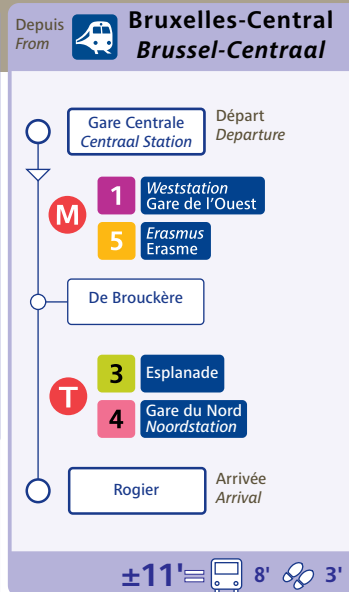 Depuis
From
Bruxelles-Central
Brussel-Centraal
Gare Centrale
Centraal Station
Départ
Departure
M
1
Weststation
Gare de l'Ouest
5
Erasmus
Erasme
De Brouckère
T
3
Esplanade
4
Gare du Nord
Noordstation
Rogier
Arrivée
Arrival
±11'= 8' 3'